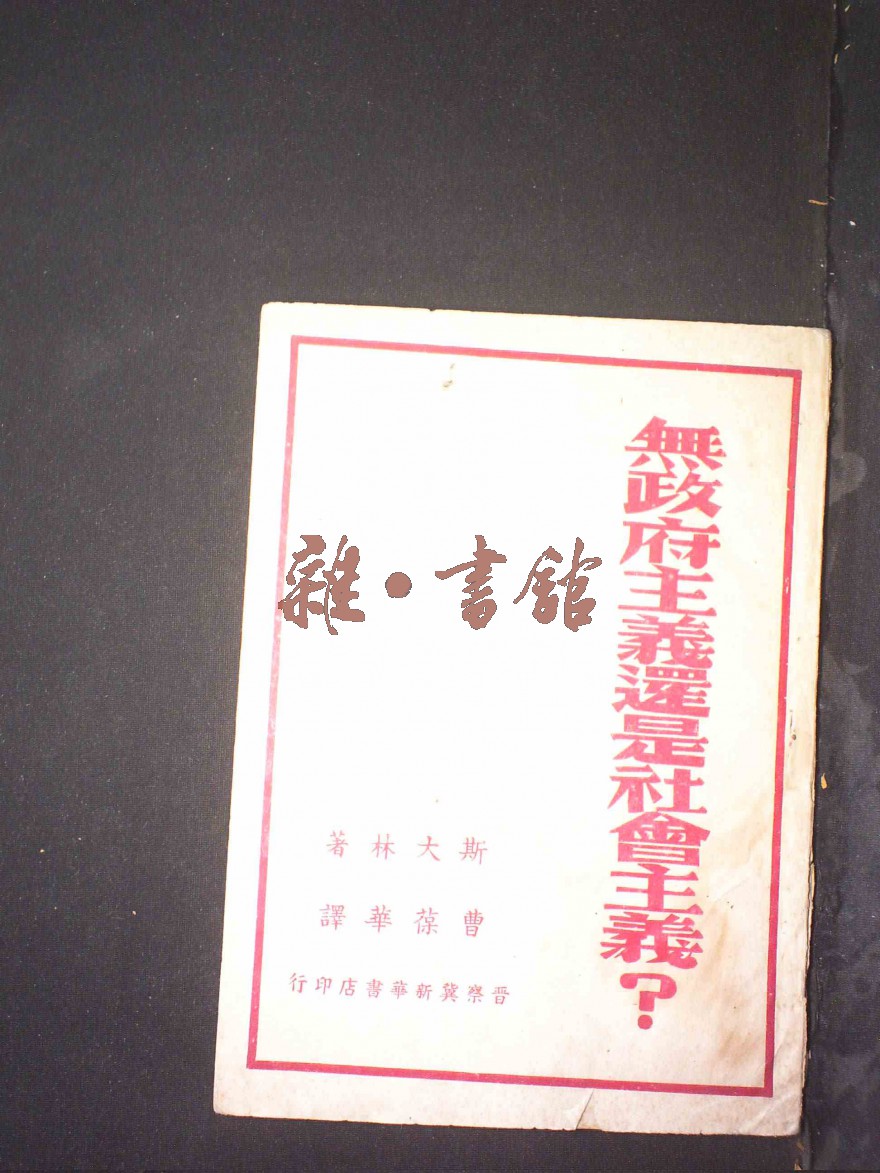 無政府主義還是社會主義？
雜·書館
斯大林著
曹葆華譯
晋察冀新華書店印行